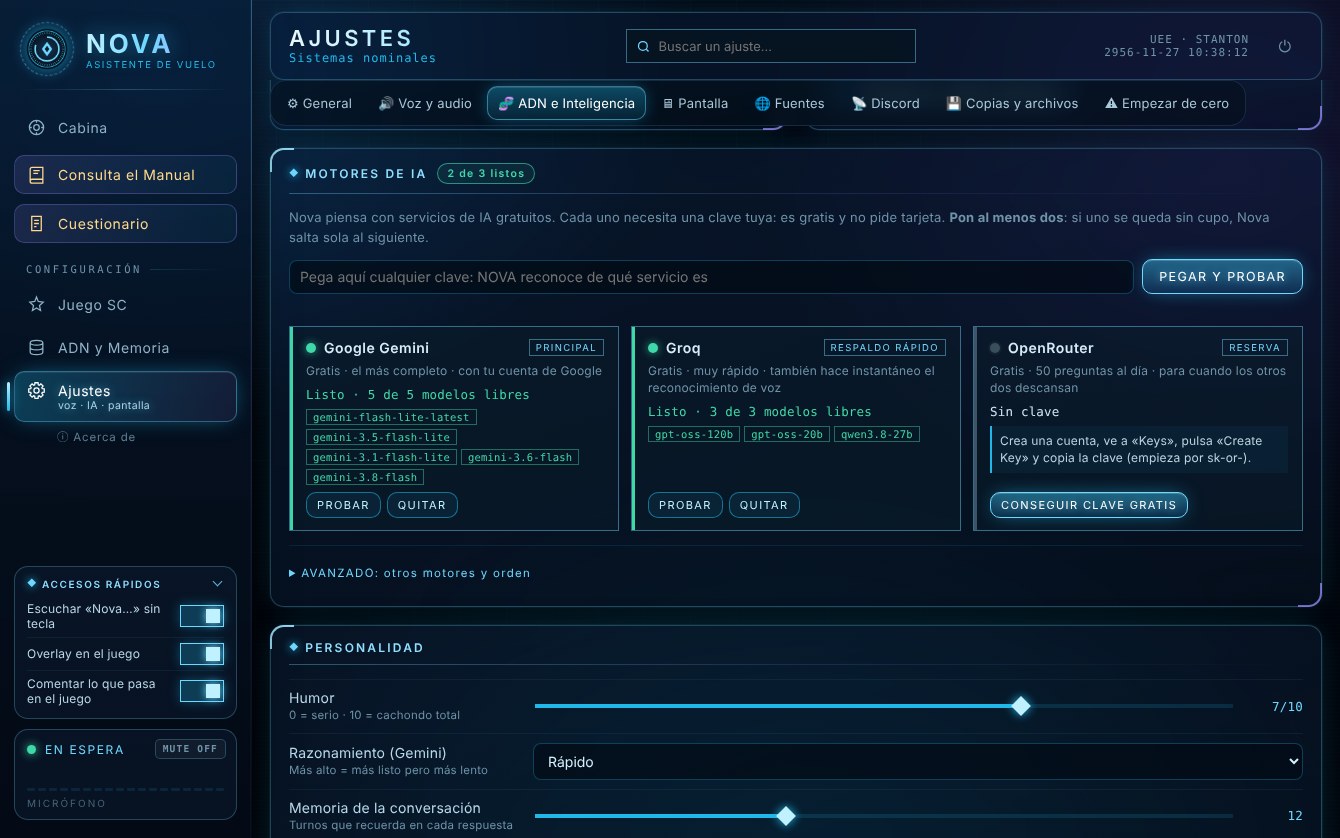 NOVA
ASISTENTE DE VUELO
Cabina
Consulta el Manual
Cuestionario
CONFIGURACIÓN
Juego SC
ADN y Memoria
Ajustes
voz · IA · pantalla
ⓘ Acerca de
ACCESOS RÁPIDOS
Escuchar «Nova...» sin
tecla
Overlay en el juego
Comentar lo que pasa
en el juego
EN ESPERA
MUTE OFF
MICRÓFONO
AJUSTES
Sistemas nominales
Buscar un ajuste...
UEE · STANTON
2956-11-27 10:38:12
General
Voz y audio
ADN e Inteligencia
Pantalla
Fuentes
Discord
Copias y archivos
Empezar de cero
MOTORES DE IA
2 de 3 listos
Nova piensa con servicios de IA gratuitos. Cada uno necesita una clave tuya: es gratis y no pide tarjeta. Pon al menos dos: si uno se queda sin cupo, Nova
salta sola al siguiente.
Pega aquí cualquier clave: NOVA reconoce de qué servicio es
PEGAR Y PROBAR
Google Gemini
PRINCIPAL
Gratis · el más completo · con tu cuenta de Google
Listo · 5 de 5 modelos libres
gemini-flash-lite-latest
gemini-3.5-flash-lite
gemini-3.1-flash-lite
gemini-3.6-flash
gemini-3.8-flash
PROBAR
QUITAR
Groq
RESPALDO RÁPIDO
Gratis · muy rápido · también hace instantáneo el
reconocimiento de voz
Listo · 3 de 3 modelos libres
gpt-oss-120b
gpt-oss-20b
qwen3.8-27b
PROBAR
QUITAR
OpenRouter
RESERVA
Gratis · 50 preguntas al día · para cuando los otros
dos descansan
Sin clave
Crea una cuenta, ve a «Keys», pulsa «Create
Key» y copia la clave (empieza por sk-or-).
CONSEGUIR CLAVE GRATIS
AVANZADO: otros motores y orden
PERSONALIDAD
Humor
0 = serio · 10 = cachondo total
7/10
Razonamiento (Gemini)
Más alto = más listo pero más lento
Rápido
Memoria de la conversación
Turnos que recuerda en cada respuesta
12